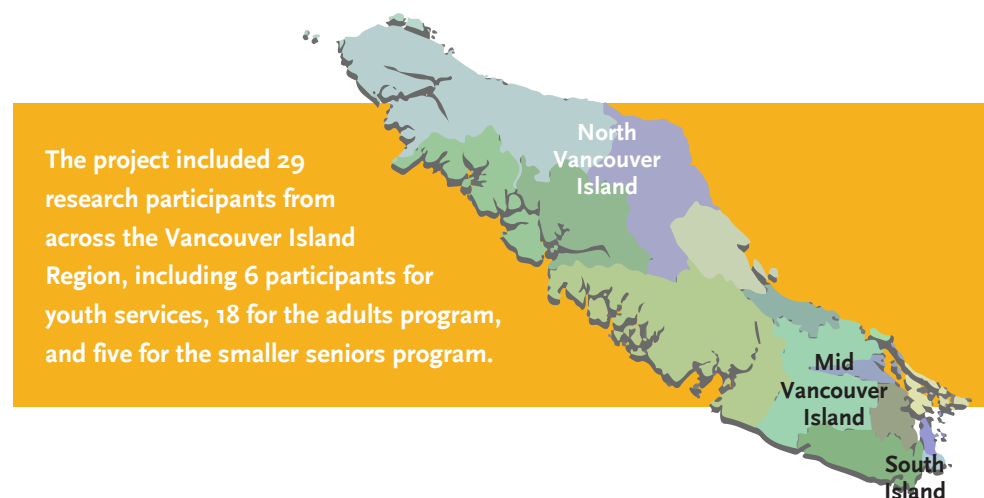 The project included 29
research participants from
across the Vancouver Island
Region, including 6 participants for
youth services, 18 for the adults program,
and five for the smaller seniors program.
North
Vancouver
Island
Mid
Vancouver
Island
South
Island